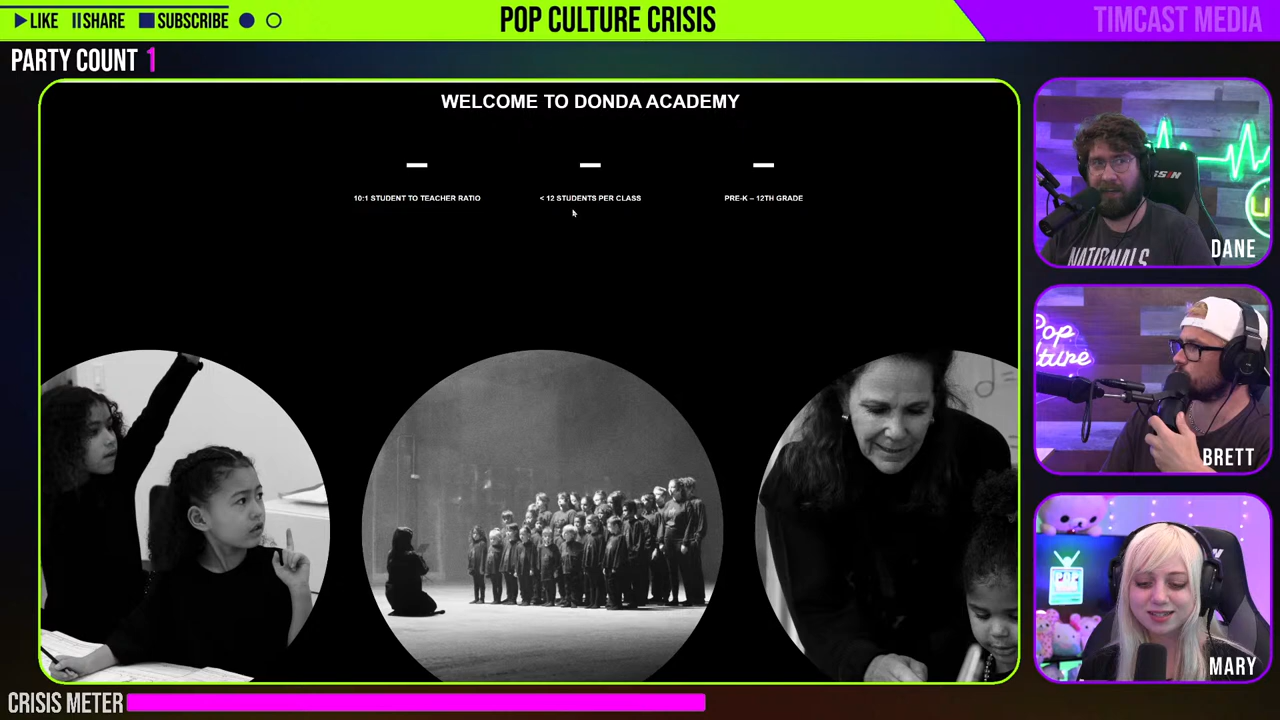 LIKE SHARE SUBSCRIBE
POP CULTURE CRISIS
TIMCAST MEDIA
PARTY COUNT 1
WELCOME TO DONDA ACADEMY
10:1 STUDENT TO TEACHER RATIO
< 12 STUDENTS PER CLASS
PRE-K – 12TH GRADE
NATIONALS
DANE
Pop
BRETT
MARY
CRISIS METER